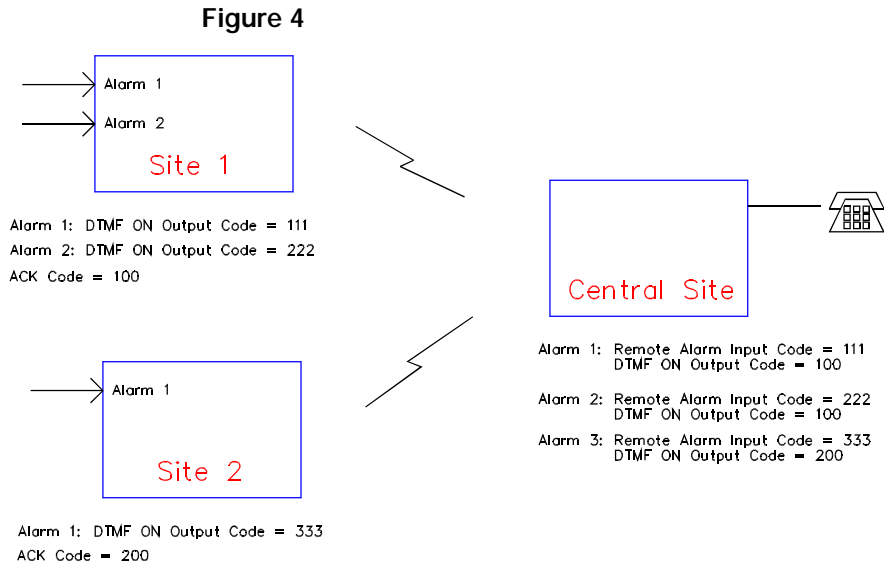 Figure 4
Alarm 1
Alarm 2
Site 1
Alarm 1: DTMF ON Output Code = 111
Alarm 2: DTMF ON Output Code = 222
ACK Code = 100
Central Site
Alarm 1: Remote Alarm Input Code = 111
DTMF ON Output Code = 100
Alarm 2: Remote Alarm Input Code = 222
DTMF ON Output Code = 100
Alarm 3: Remote Alarm Input Code = 333
DTMF ON Output Code = 200
Alarm 1
Site 2
Alarm 1: DTMF ON Output Code = 333
ACK Code = 200